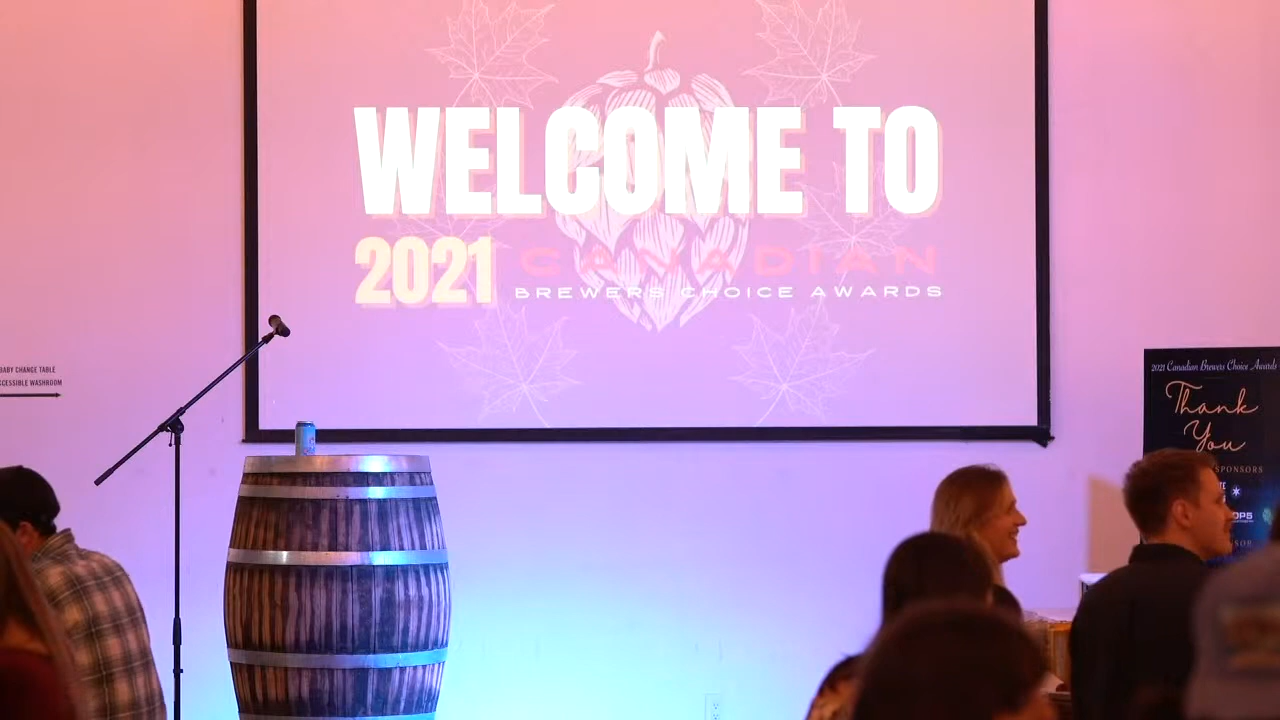 WELCOME TO
2021 CANADIAN
BREWERS CHOICE AWARDS
BABY CHANGE TABLE
ACCESSIBLE WASHROOM
2021 Canadian Brewers Choice Awards
Thank
You
SPONSORS